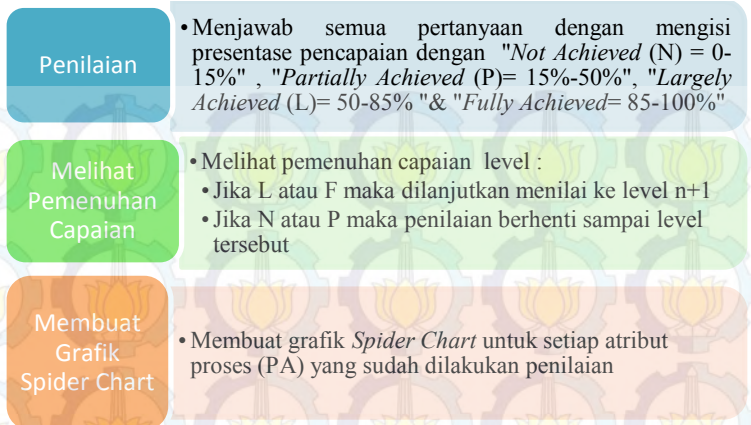 Penilaian
• Menjawab semua pertanyaan dengan mengisi
presentase pencapaian dengan "Not Achieved (N) = 0-
15%" , "Partially Achieved (P)= 15%-50%", "Largely
Achieved (L)= 50-85% "& "Fully Achieved= 85-100%"
Melihat
Pemenuhan
Capaian
• Melihat pemenuhan capaian level :
• Jika L atau F maka dilanjutkan menilai ke level n+1
• Jika N atau P maka penilaian berhenti sampai level
tersebut
Membuat
Grafik
Spider Chart
• Membuat grafik Spider Chart untuk setiap atribut
proses (PA) yang sudah dilakukan penilaian